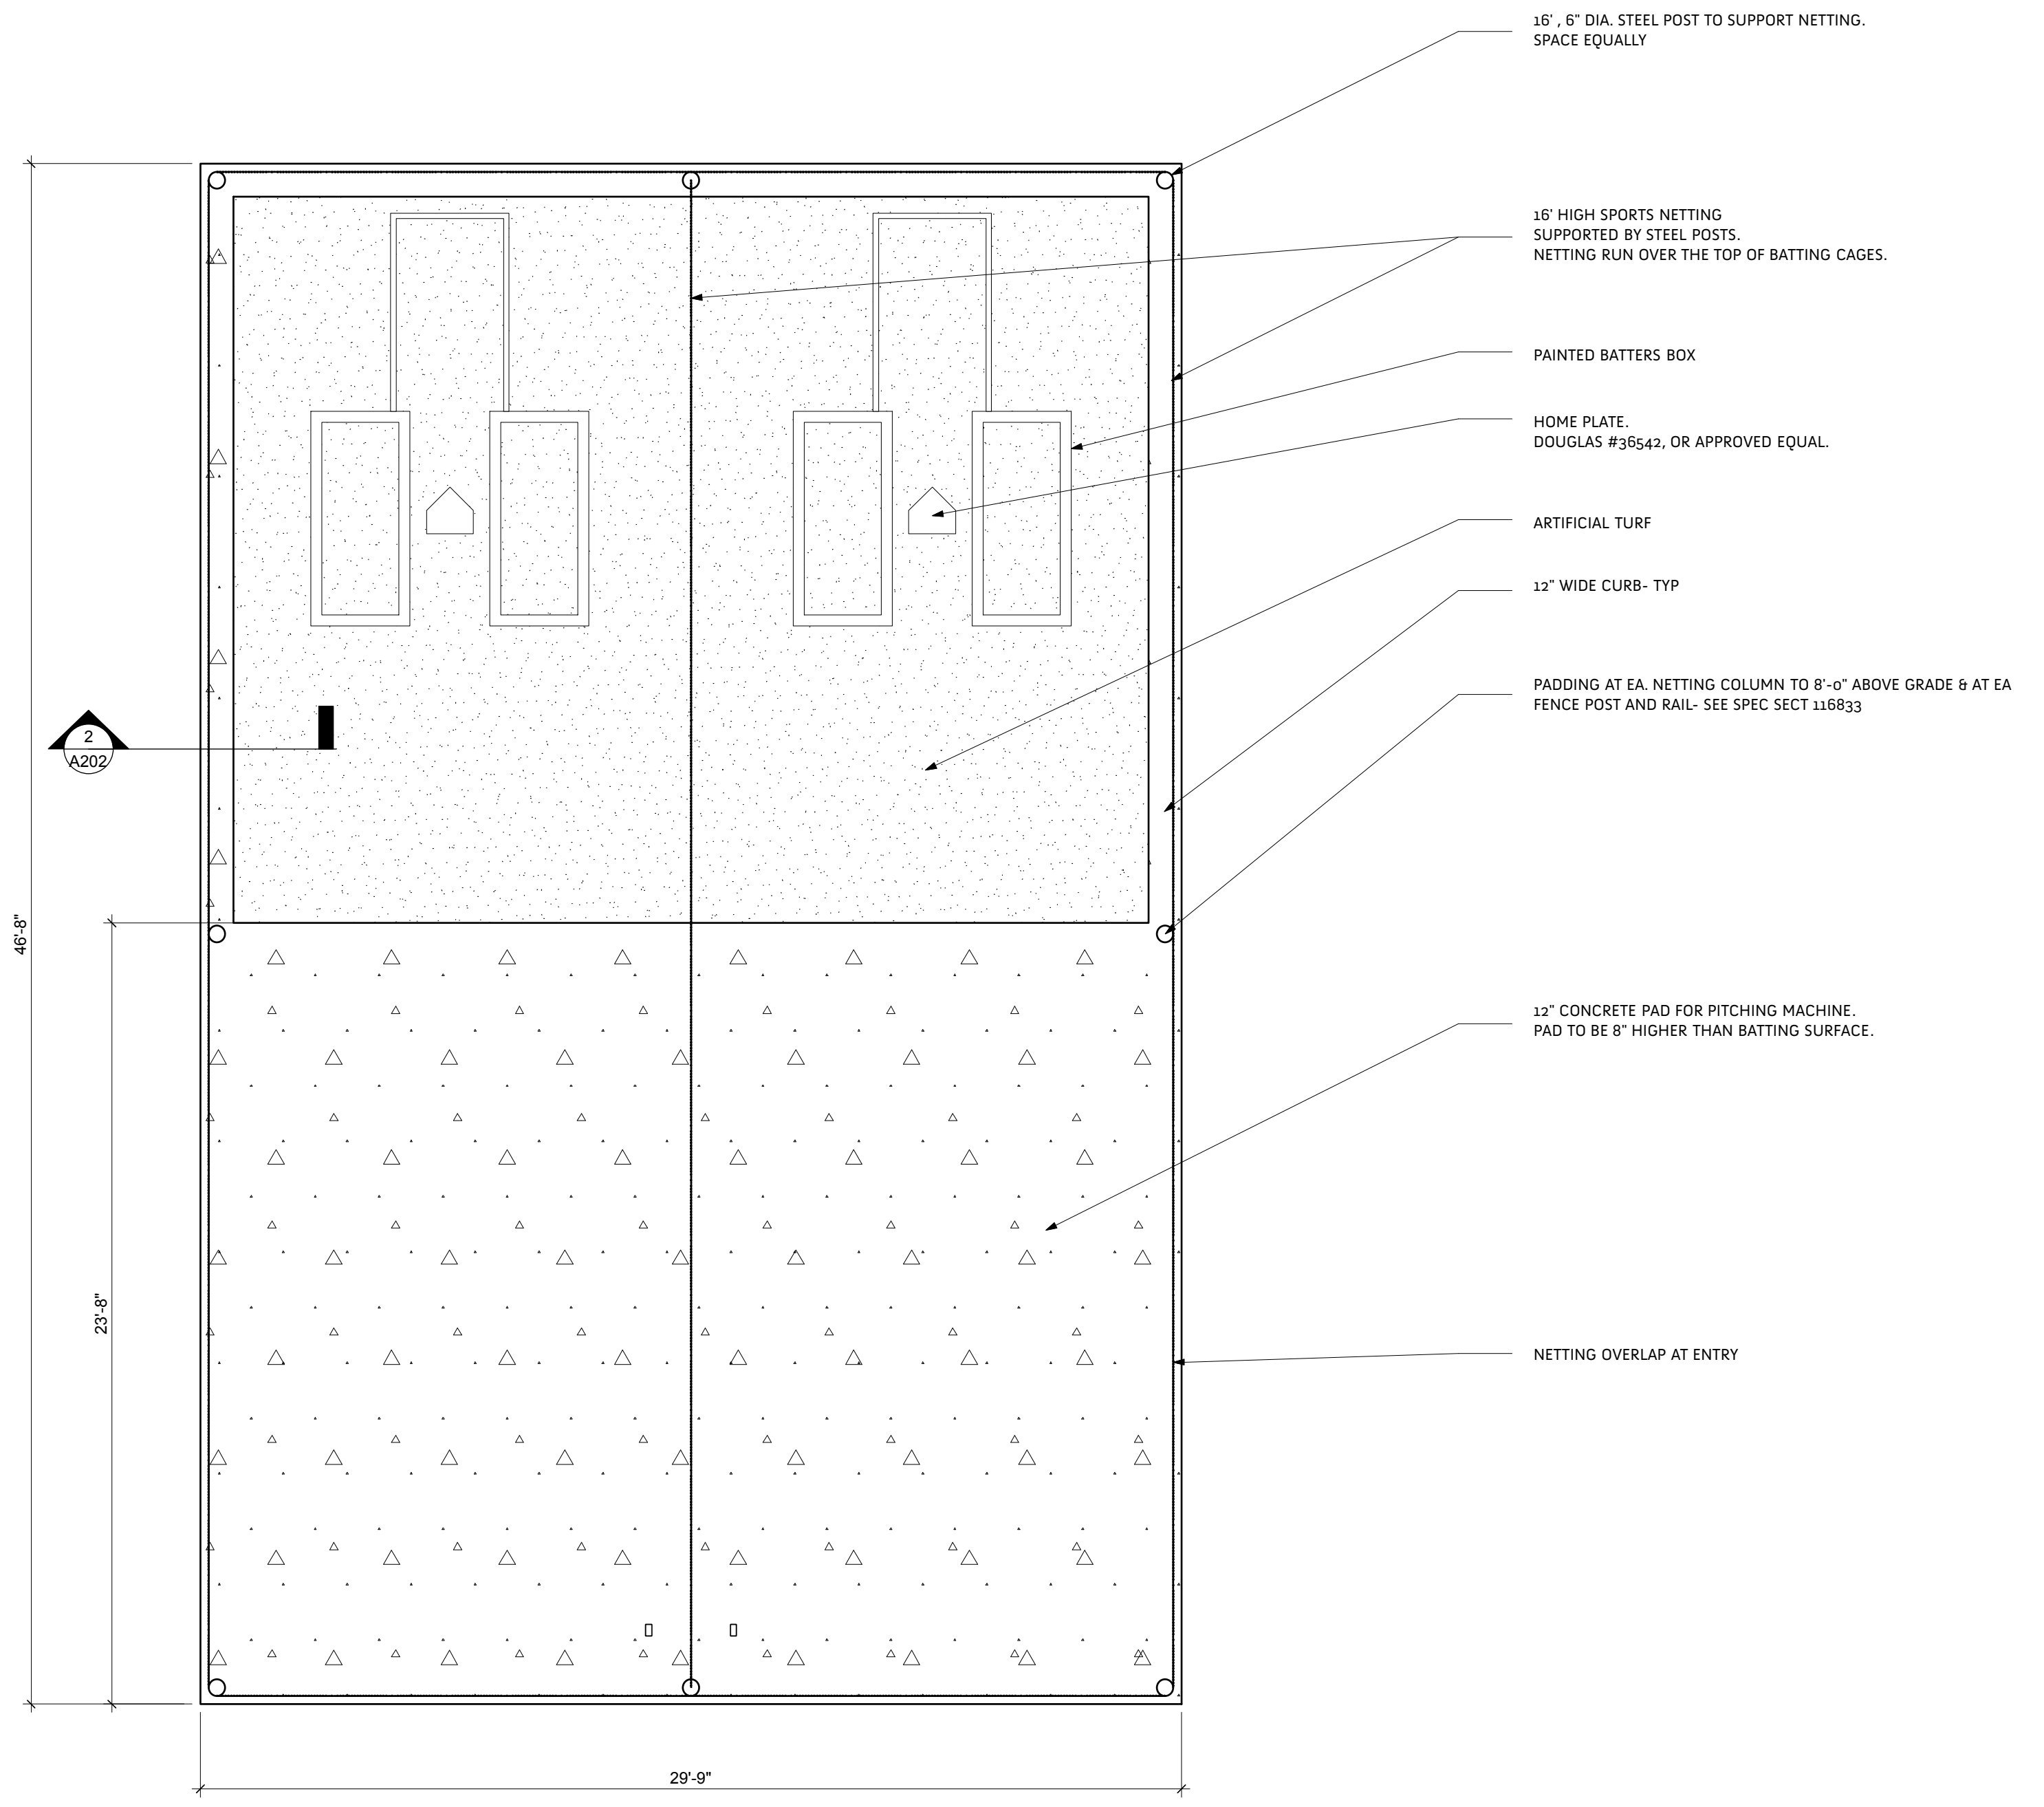 16' , 6" DIA. STEEL POST TO SUPPORT NETTING.
SPACE EQUALLY
16' HIGH SPORTS NETTING
SUPPORTED BY STEEL POSTS.
NETTING RUN OVER THE TOP OF BATTING CAGES.
PAINTED BATTERS BOX
HOME PLATE.
DOUGLAS #36542, OR APPROVED EQUAL.
ARTIFICIAL TURF
12" WIDE CURB- TYP
PADDING AT EA. NETTING COLUMN TO 8'-0" ABOVE GRADE & AT EA
FENCE POST AND RAIL- SEE SPEC SECT 116833
2
A202
46'-8"
12" CONCRETE PAD FOR PITCHING MACHINE.
PAD TO BE 8" HIGHER THAN BATTING SURFACE.
23'-8"
NETTING OVERLAP AT ENTRY
29'-9"